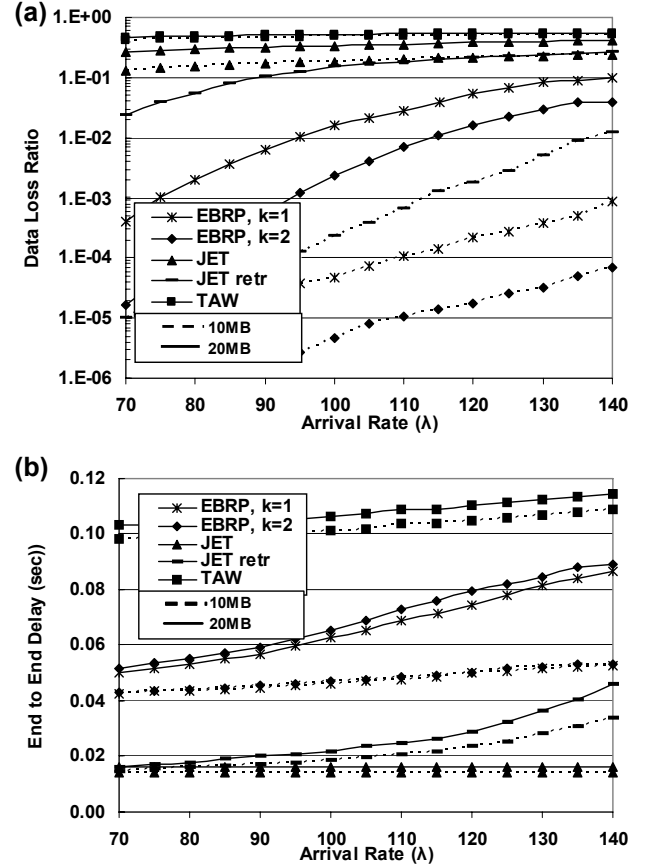 (a)
1.E+00
1.E-01
1.E-02
1.E-03
1.E-04
1.E-05
1.E-06
Data Loss Ratio
EBRP, k=1
EBRP, k=2
JET
JET retr
TAW
10MB
20MB
70 80 90 100 110 120 130 140
Arrival Rate (λ)
(b)
0.12
0.10
0.08
0.06
0.04
0.02
0.00
End to End Delay (sec))
EBRP, k=1
EBRP, k=2
JET
JET retr
TAW
10MB
20MB
70 80 90 100 110 120 130 140
Arrival Rate (λ)